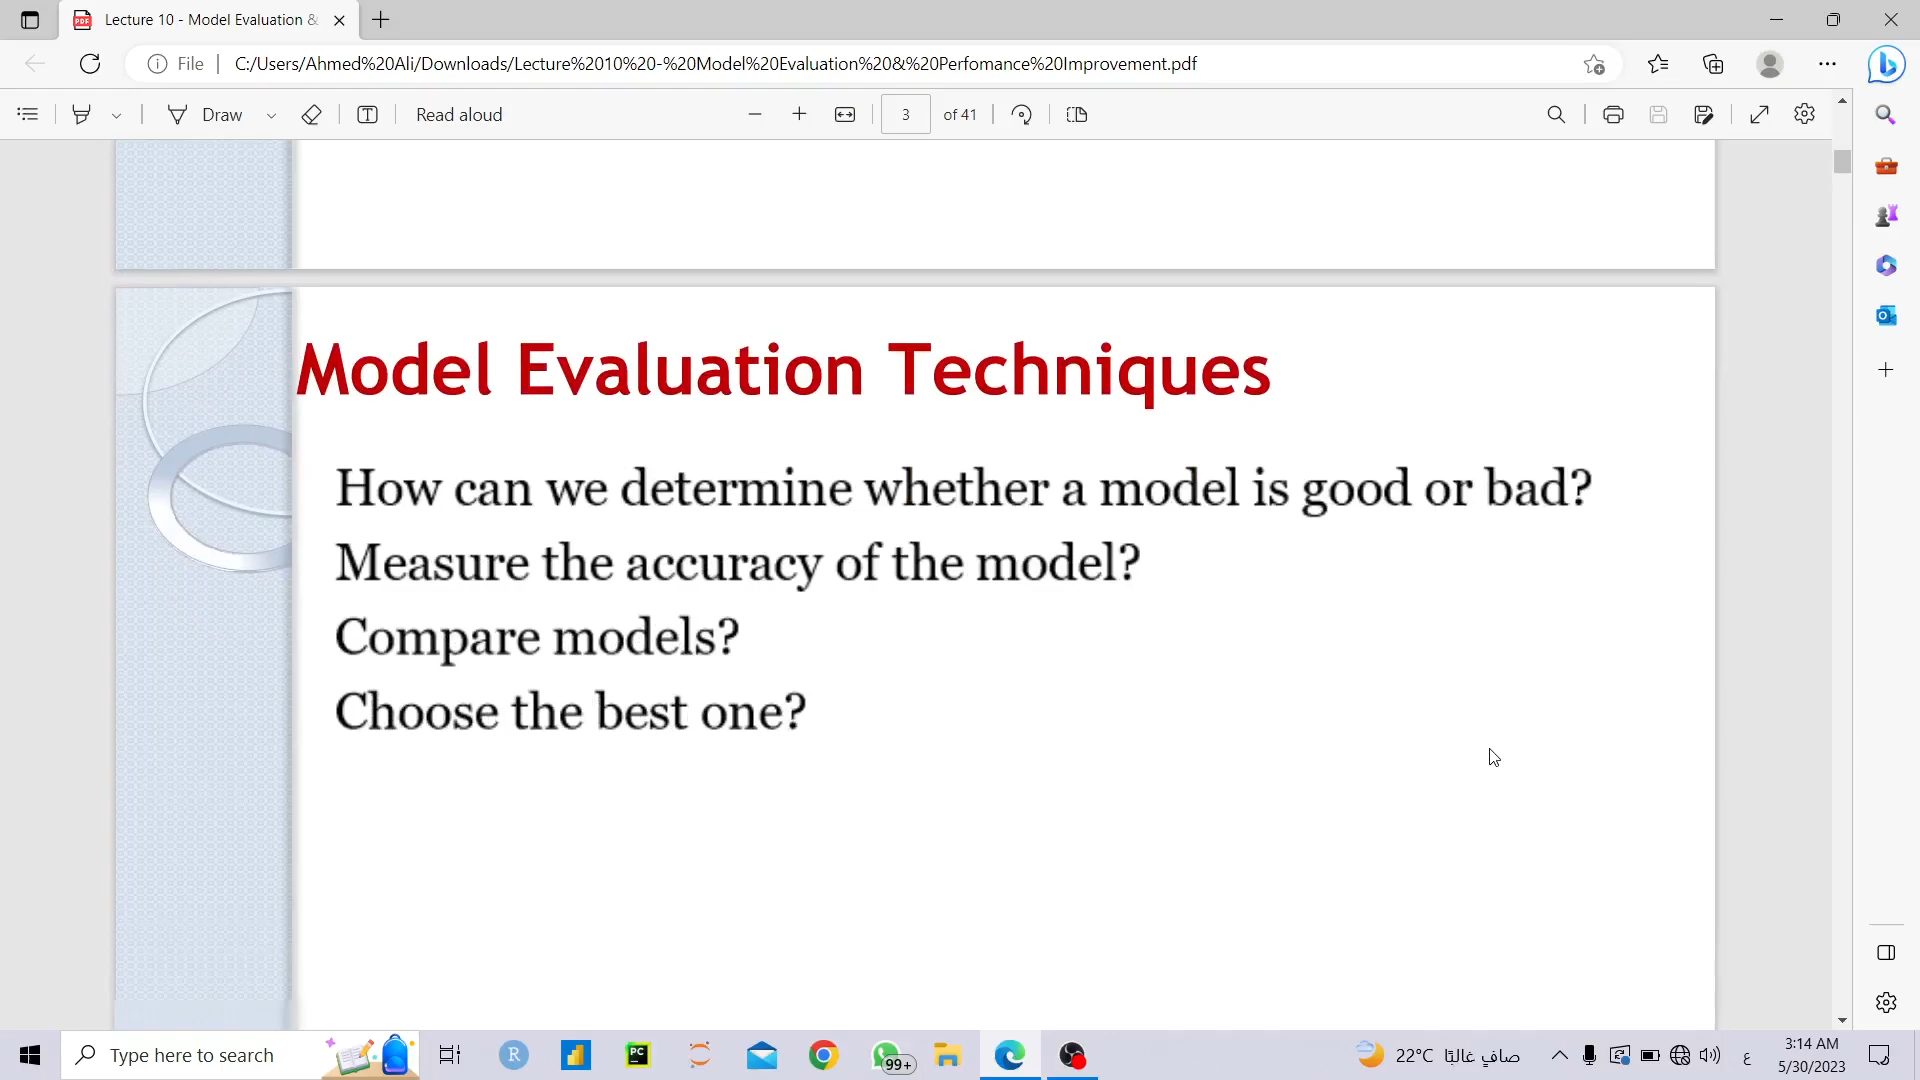 Lecture 10 - Model Evaluation &
File
C:/Users/Ahmed%20Ali/Downloads/Lecture%2010%20-%20Model%20Evaluation%20&%20Perfomance%20Improvement.pdf
Draw
Read aloud
3
of 41
Model Evaluation Techniques
How can we determine whether a model is good or bad?
Measure the accuracy of the model?
Compare models?
Choose the best one?
Type here to search
R
PC
99+
22°C صافٍ غالبًا
ع
3:14 AM
5/30/2023